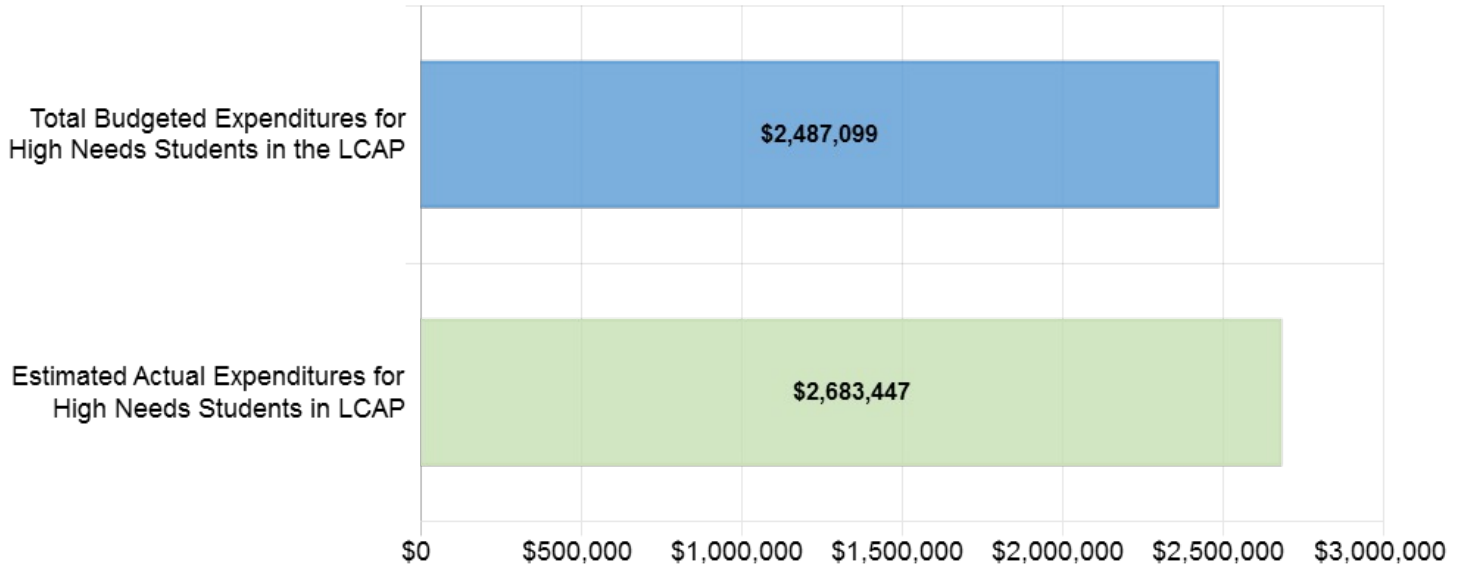 Total Budgeted Expenditures for
High Needs Students in the LCAP
$2,487,099
Estimated Actual Expenditures for
High Needs Students in LCAP
$2,683,447
$0 $500,000 $1,000,000 $1,500,000 $2,000,000 $2,500,000 $3,000,000